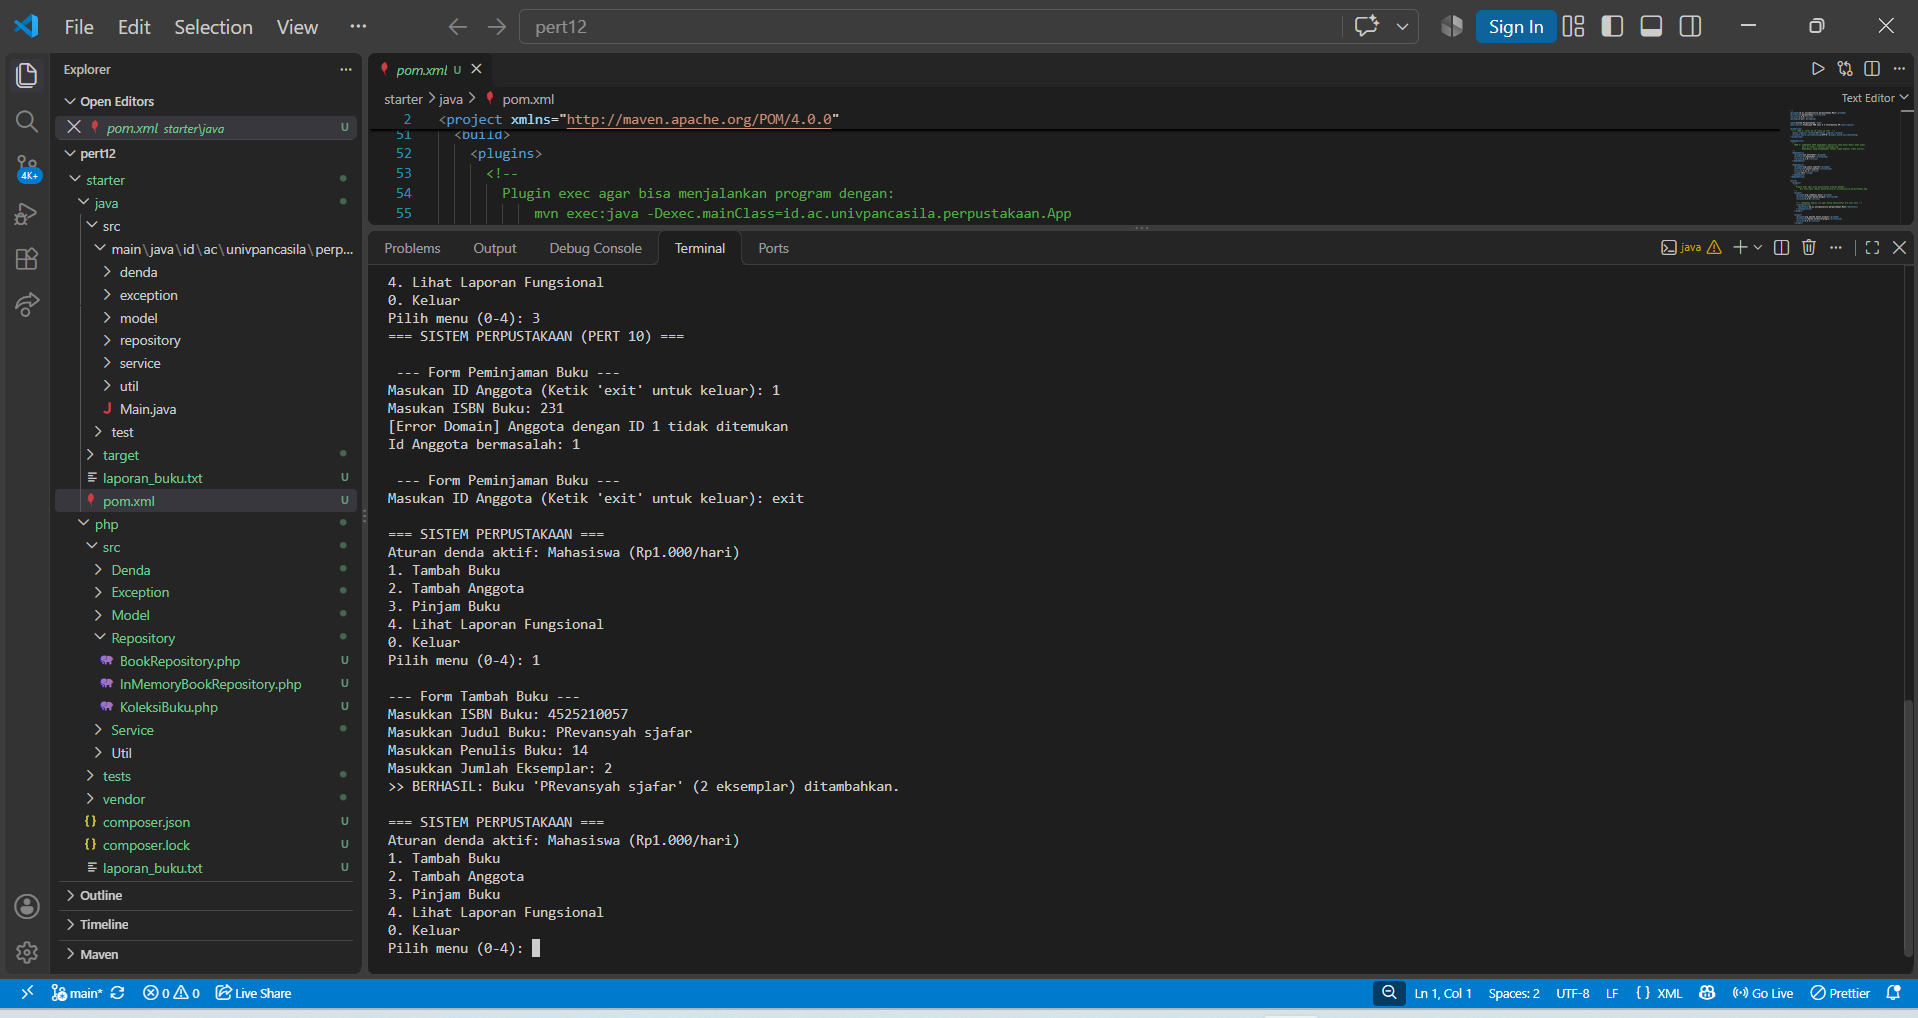 File Edit Selection View ···
pert12
Sign In
Explorer ···
Open Editors
pom.xml starter\java U
pert12
starter
java
src
main\java\id\ac\univpancasila\perp...
denda
exception
model
repository
service
util
J Main.java
test
target
laporan_buku.txt U
pom.xml U
php
src
Denda
Exception
Model
Repository
BookRepository.php U
InMemoryBookRepository.php U
KoleksiBuku.php U
Service
Util
tests
vendor
{} composer.json U
{} composer.lock U
laporan_buku.txt U
Outline
Timeline
Maven
4K+
pom.xml U
starter > java > pom.xml
Text Editor
2 <project xmlns="http://maven.apache.org/POM/4.0.0"
51 <build>
52 <plugins>
53 <!--
54 Plugin exec agar bisa menjalankan program dengan:
55 mvn exec:java -Dexec.mainClass=id.ac.univpancasila.perpustakaan.App
Problems Output Debug Console Terminal Ports
java
4. Lihat Laporan Fungsional
0. Keluar
Pilih menu (0-4): 3
=== SISTEM PERPUSTAKAAN (PERT 10) ===
--- Form Peminjaman Buku ---
Masukan ID Anggota (Ketik 'exit' untuk keluar): 1
Masukan ISBN Buku: 231
[Error Domain] Anggota dengan ID 1 tidak ditemukan
Id Anggota bermasalah: 1
--- Form Peminjaman Buku ---
Masukan ID Anggota (Ketik 'exit' untuk keluar): exit
=== SISTEM PERPUSTAKAAN ===
Aturan denda aktif: Mahasiswa (Rp1.000/hari)
1. Tambah Buku
2. Tambah Anggota
3. Pinjam Buku
4. Lihat Laporan Fungsional
0. Keluar
Pilih menu (0-4): 1
--- Form Tambah Buku ---
Masukkan ISBN Buku: 4525210057
Masukkan Judul Buku: PRevansyah sjafar
Masukkan Penulis Buku: 14
Masukkan Jumlah Eksemplar: 2
>> BERHASIL: Buku 'PRevansyah sjafar' (2 eksemplar) ditambahkan.
=== SISTEM PERPUSTAKAAN ===
Aturan denda aktif: Mahasiswa (Rp1.000/hari)
1. Tambah Buku
2. Tambah Anggota
3. Pinjam Buku
4. Lihat Laporan Fungsional
0. Keluar
Pilih menu (0-4):
main* 0 0 Live Share
Ln 1, Col 1 Spaces: 2 UTF-8 LF {} XML Go Live Prettier